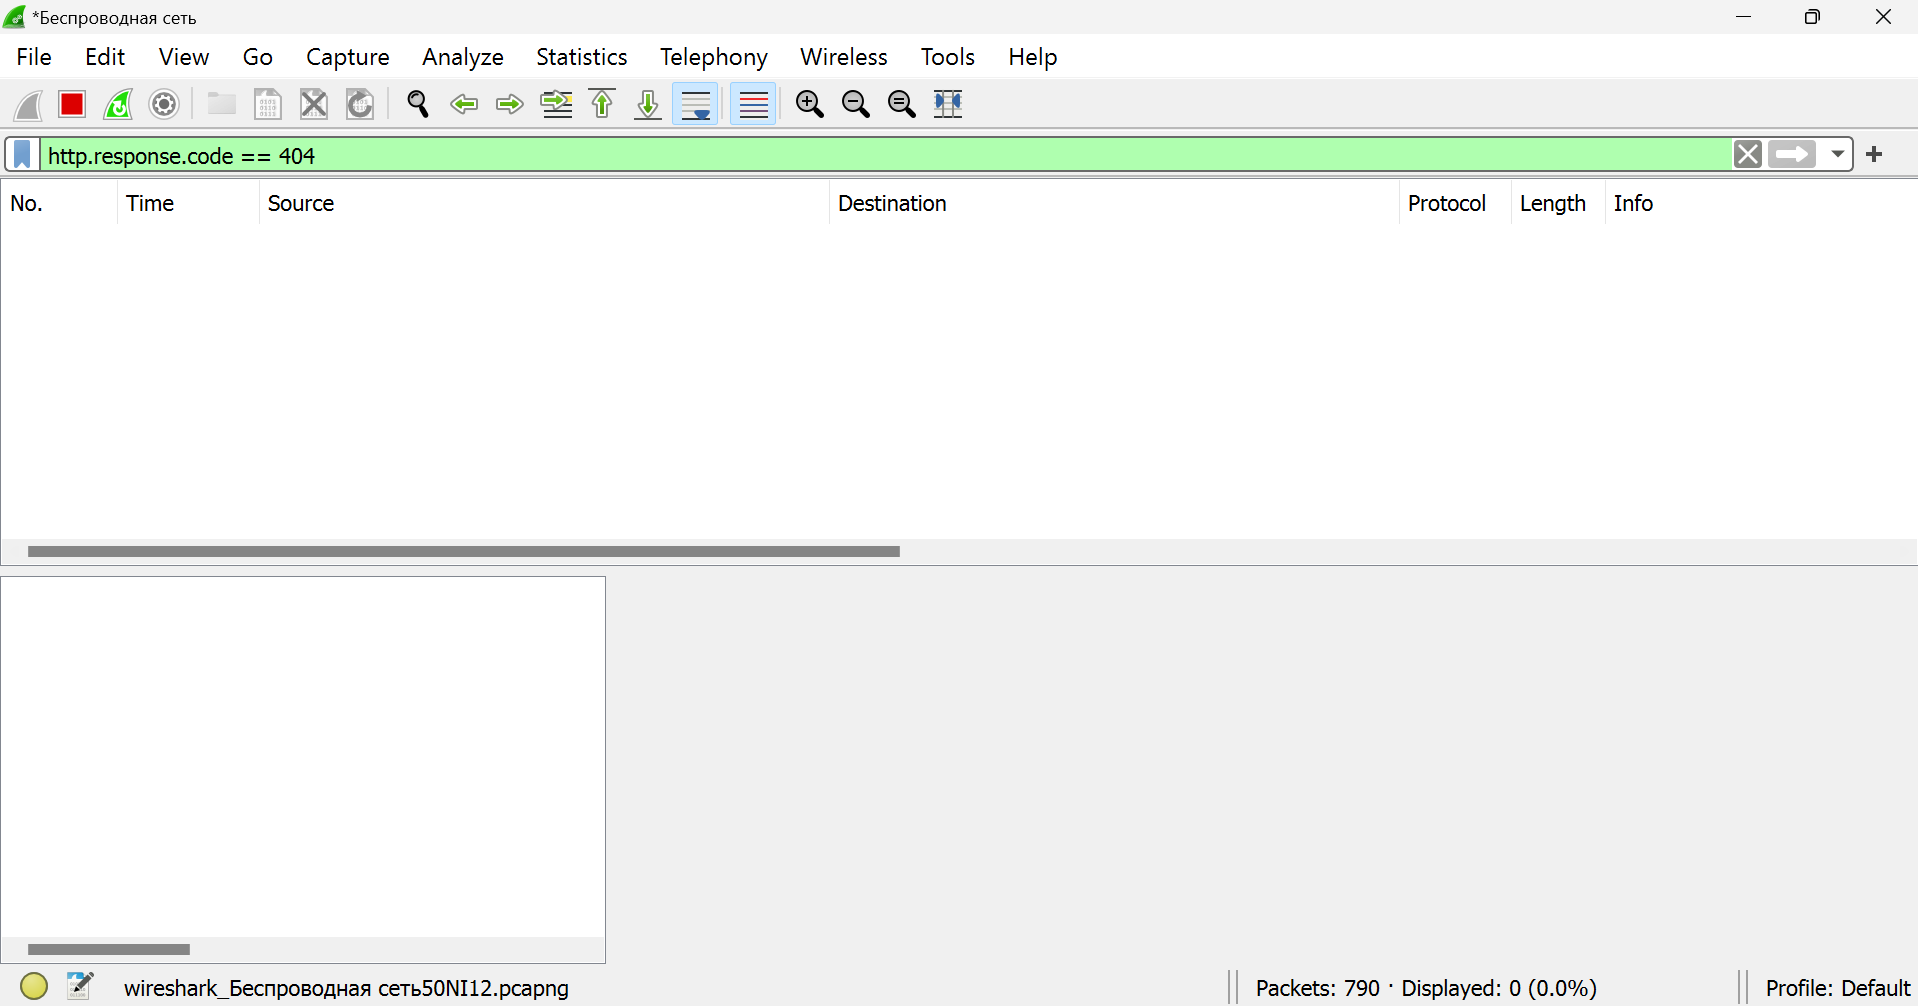 *Беспроводная сеть
File Edit View Go Capture Analyze Statistics Telephony Wireless Tools Help
http.response.code == 404
No. Time Source Destination Protocol Length Info
wireshark_Беспроводная сеть50NI12.pcapng Packets: 790 · Displayed: 0 (0.0%) Profile: Default